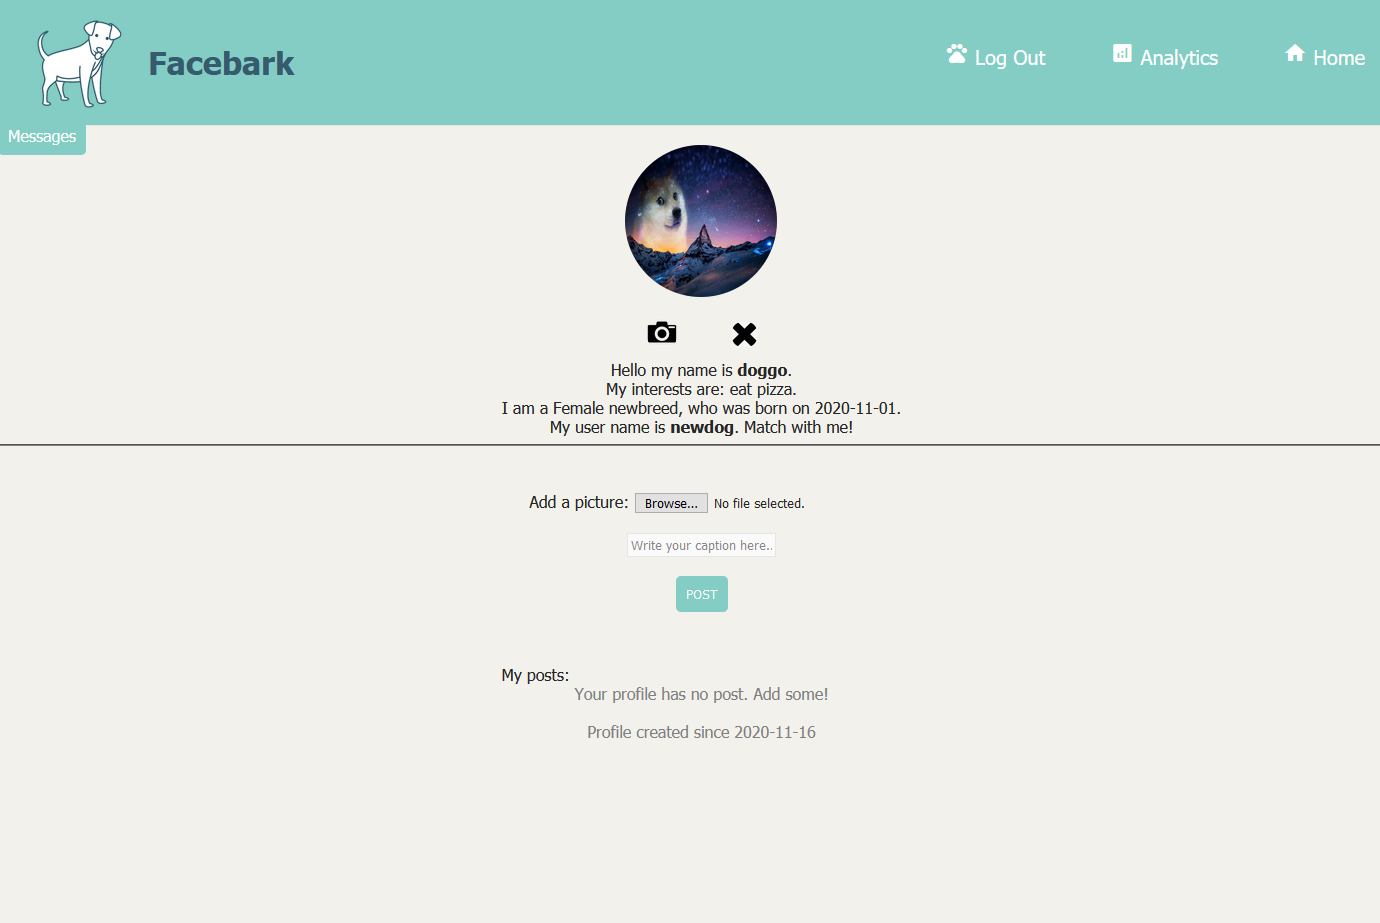 Facebark
Log Out
Analytics
Home
Messages
Hello my name is doggo.
My interests are: eat pizza.
I am a Female newbreed, who was born on 2020-11-01.
My user name is newdog. Match with me!
Add a picture: Browse... No file selected.
Write your caption here..
POST
My posts:
Your profile has no post. Add some!
Profile created since 2020-11-16